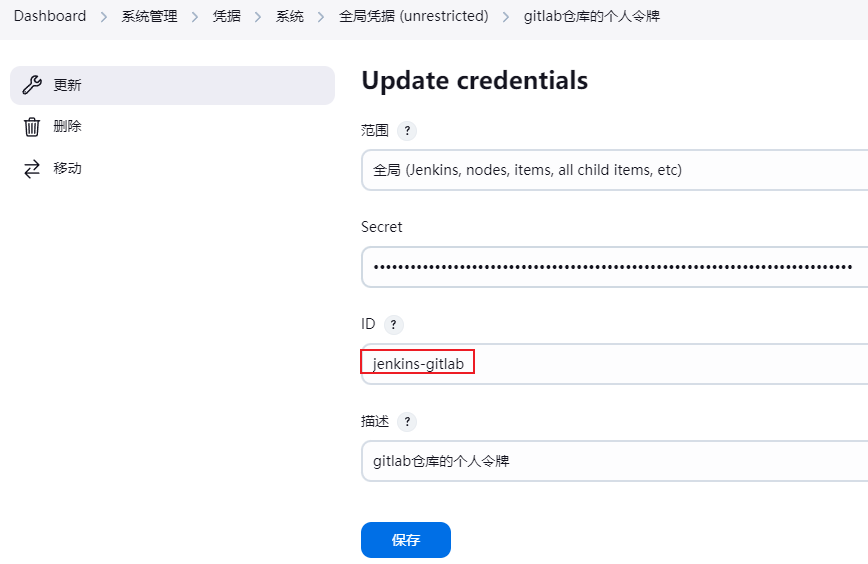 Dashboard > 系统管理 > 凭据 > 系统 > 全局凭据 (unrestricted) > gitlab仓库的个人令牌
更新
删除
移动
Update credentials
范围 ?
全局 (Jenkins, nodes, items, all child items, etc)
Secret
ID ?
jenkins-gitlab
描述 ?
gitlab仓库的个人令牌
保存